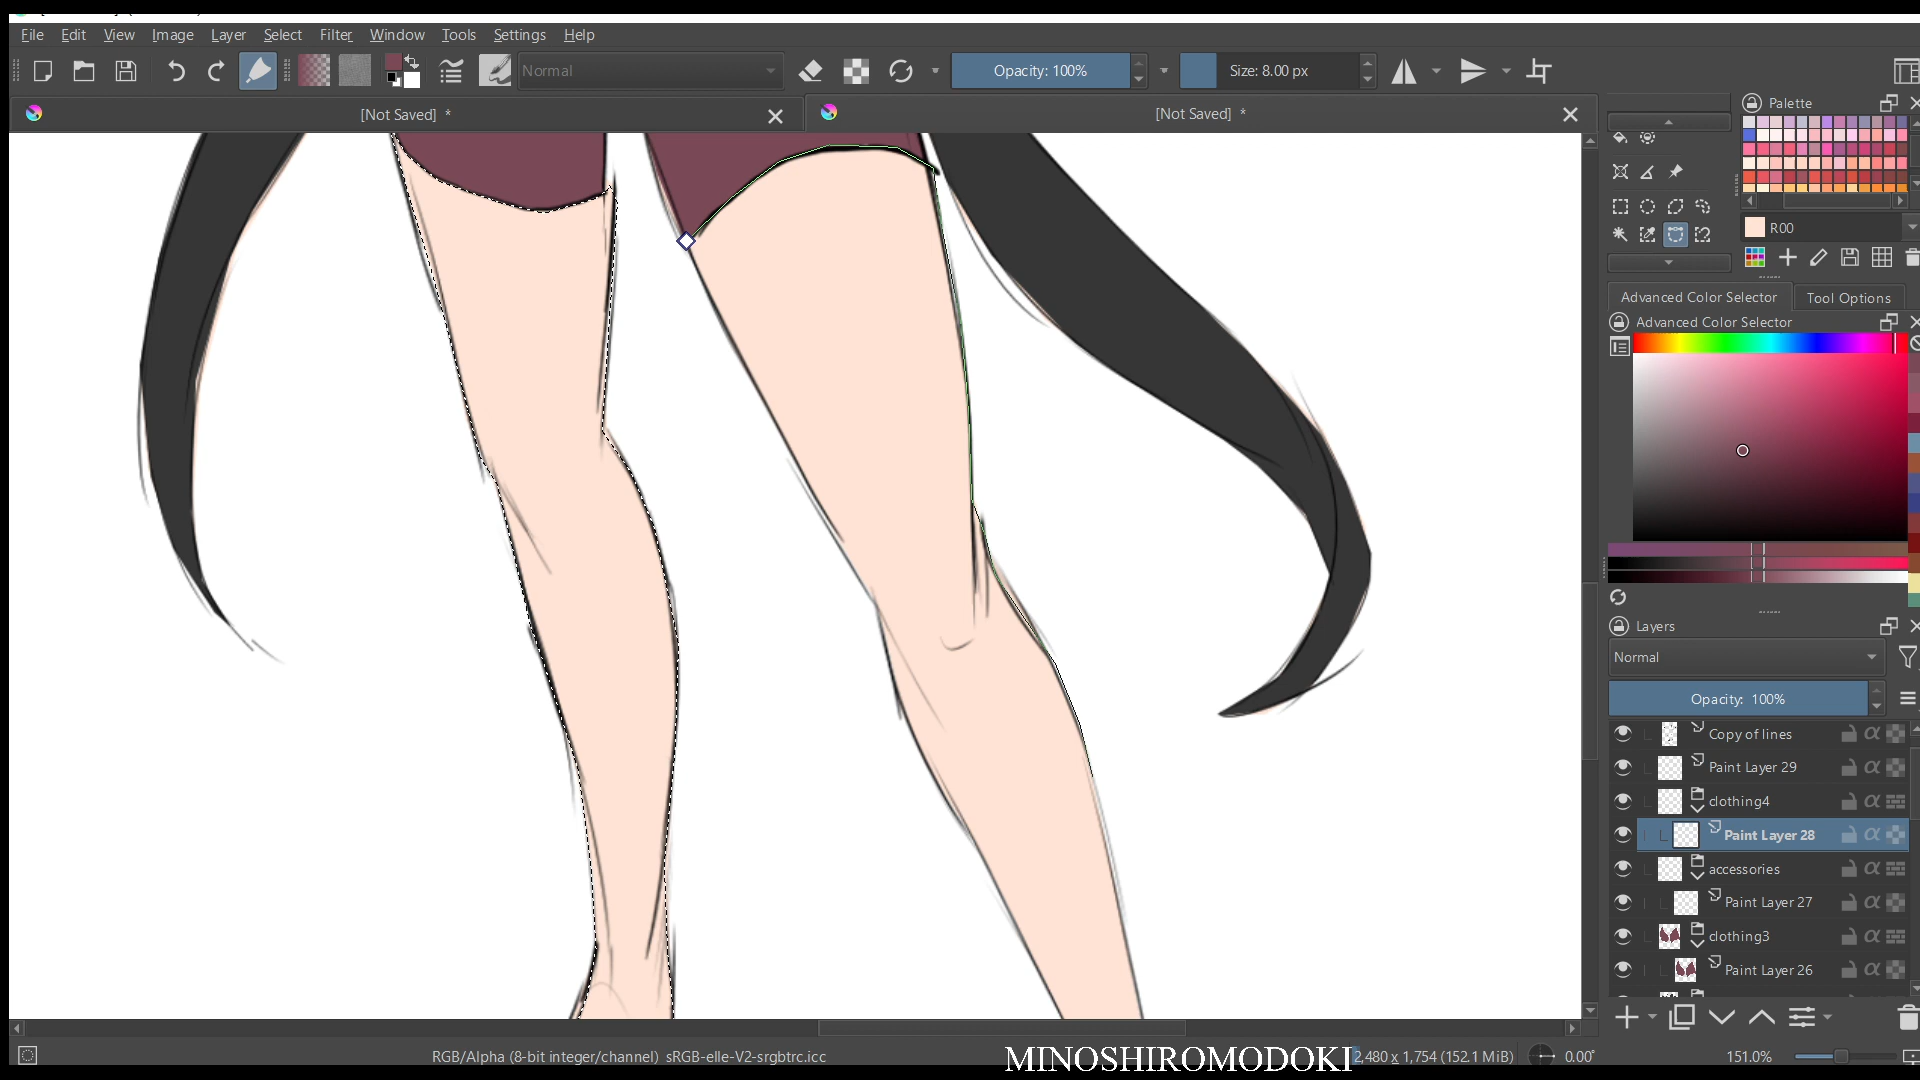 File Edit View Image Layer Select Filter Window Tools Settings Help
Normal Opacity: 100% Size: 8.00 px
[Not Saved] * [Not Saved] *
Palette
R00
Advanced Color Selector Tool Options
Advanced Color Selector
Layers
Normal
Opacity: 100%
Copy of lines
Paint Layer 29
clothing4
Paint Layer 28
accessories
Paint Layer 27
clothing3
Paint Layer 26
RGB/Alpha (8-bit integer/channel) sRGB-elle-V2-srgbtrc.icc MINOSHIROMODOKI 2,480 x 1,754 (152.1 MiB) 0.00° 151.0%